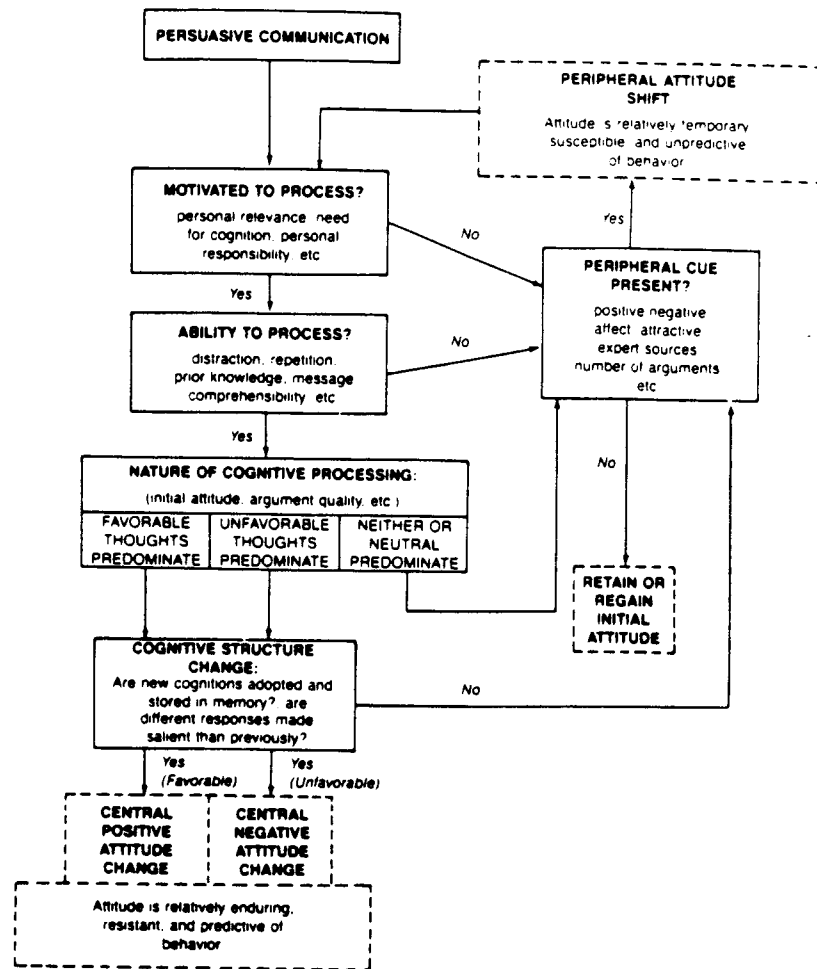 PERSUASIVE COMMUNICATION
PERIPHERAL ATTITUDE
SHIFT
Attitude is relatively temporary
susceptible and unpredictive
of behavior
MOTIVATED TO PROCESS?
personal relevance need
for cognition, personal
responsibility, etc
No
Yes
PERIPHERAL CUE
PRESENT?
positive negative
affect attractive
expert sources
number of arguments
etc
Yes
ABILITY TO PROCESS?
distraction, repetition,
prior knowledge, message
comprehensibility etc
No
Yes
NATURE OF COGNITIVE PROCESSING:
(initial attitude, argument quality, etc)
FAVORABLE
THOUGHTS
PREDOMINATE
UNFAVORABLE
THOUGHTS
PREDOMINATE
NEITHER OR
NEUTRAL
PREDOMINATE
No
RETAIN OR
REGAIN
INITIAL
ATTITUDE
COGNITIVE STRUCTURE
CHANGE:
Are new cognitions adopted and
stored in memory?, are
different responses made
salient than previously?
No
Yes
(Favorable)
Yes
(Unfavorable)
CENTRAL
POSITIVE
ATTITUDE
CHANGE
CENTRAL
NEGATIVE
ATTITUDE
CHANGE
Attitude is relatively enduring,
resistant, and predictive of
behavior